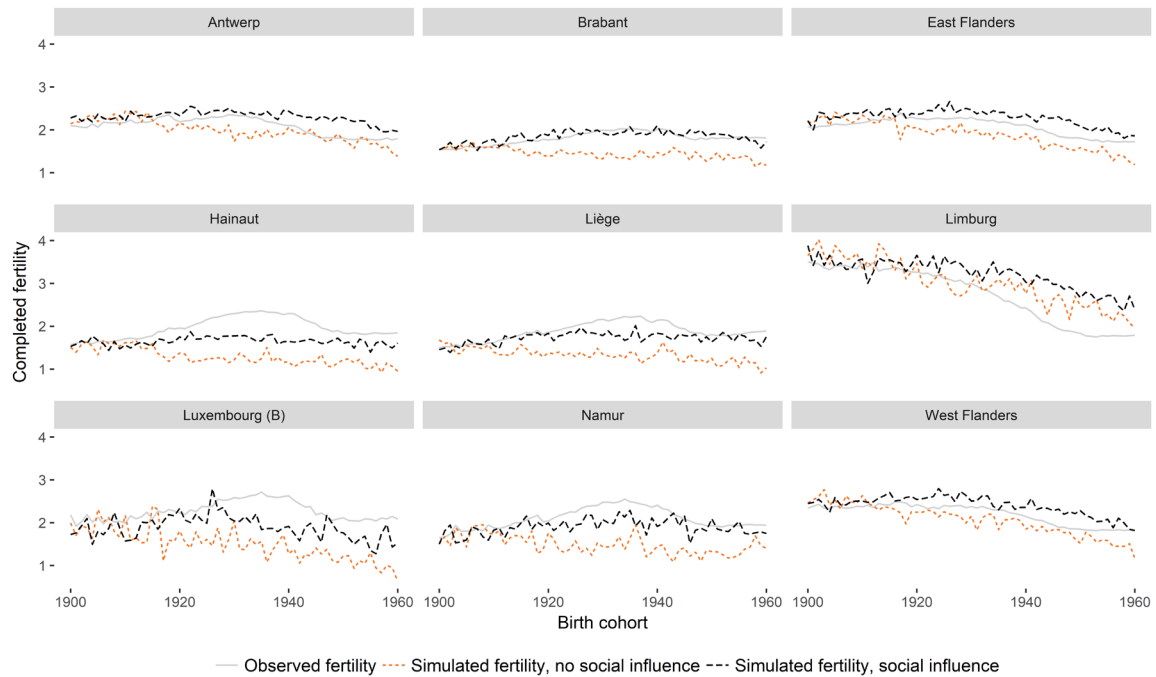 Antwerp Brabant East Flanders
4
3
2
1
Hainaut Liège Limburg
4
3
2
1
Luxembourg (B) Namur West Flanders
4
3
2
1
Completed fertility
1900 1920 1940 1960 1900 1920 1940 1960 1900 1920 1940 1960
Birth cohort
Observed fertility Simulated fertility, no social influence Simulated fertility, social influence